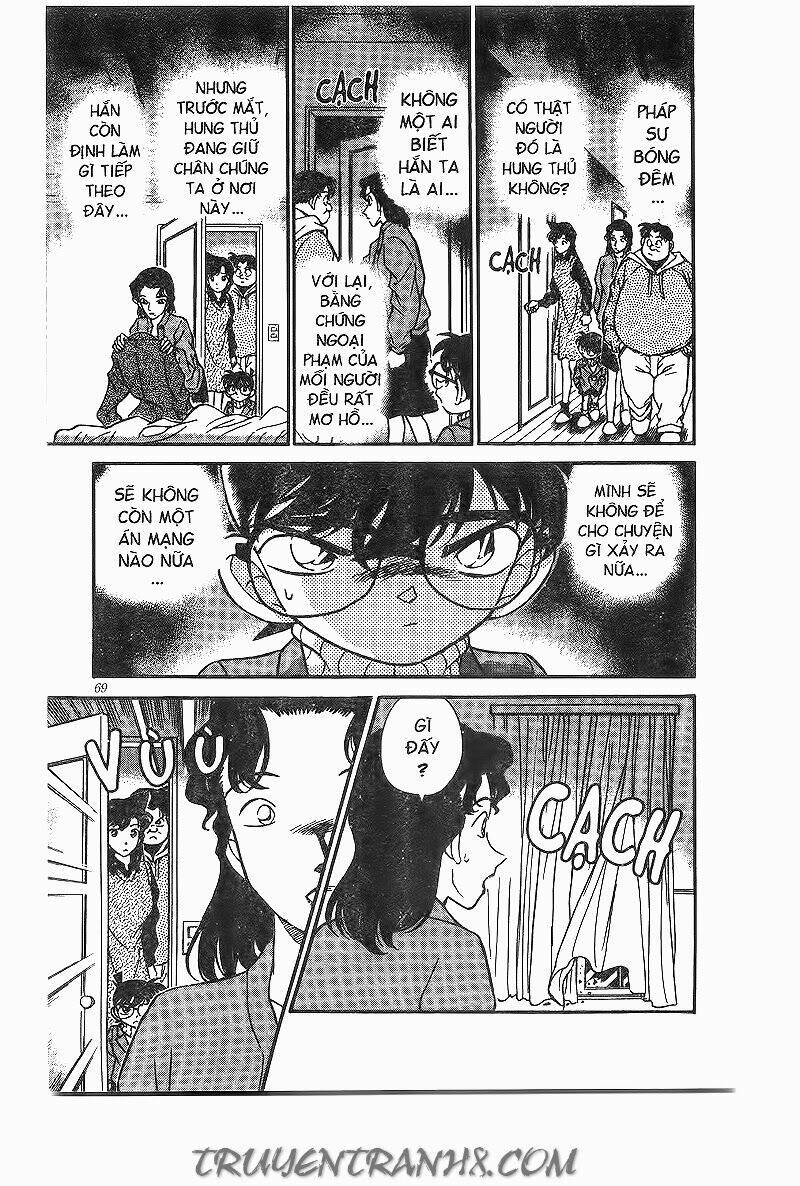 PHÁP
SƯ
BÓNG
ĐÊM
...
CÓ THẬT
NGƯỜI
ĐÓ LÀ
HUNG THỦ
KHÔNG?
CẠCH
CẠCH
KHÔNG
MỘT AI
BIẾT
HẮN TA
LÀ AI...
VỚI LẠI,
BẰNG
CHỨNG
NGOẠI
PHẠM CỦA
MỖI NGƯỜI
ĐỀU RẤT
MƠ HỒ...
NHƯNG
TRƯỚC MẮT,
HUNG THỦ
ĐANG GIỮ
CHÂN CHÚNG
TA Ở NƠI
NÀY...
HẮN
CÒN
ĐỊNH LÀM
GÌ TIẾP
THEO
ĐÂY...
MÌNH SẼ
KHÔNG ĐỂ
CHO CHUYỆN
GÌ XẢY RA
NỮA...
SẼ KHÔNG
CÒN MỘT
ÁN MẠNG
NÀO NỮA
...
69
CẠCH
GÌ
ĐẤY
?
VÙÙ
TRUYENTRANH8.COM